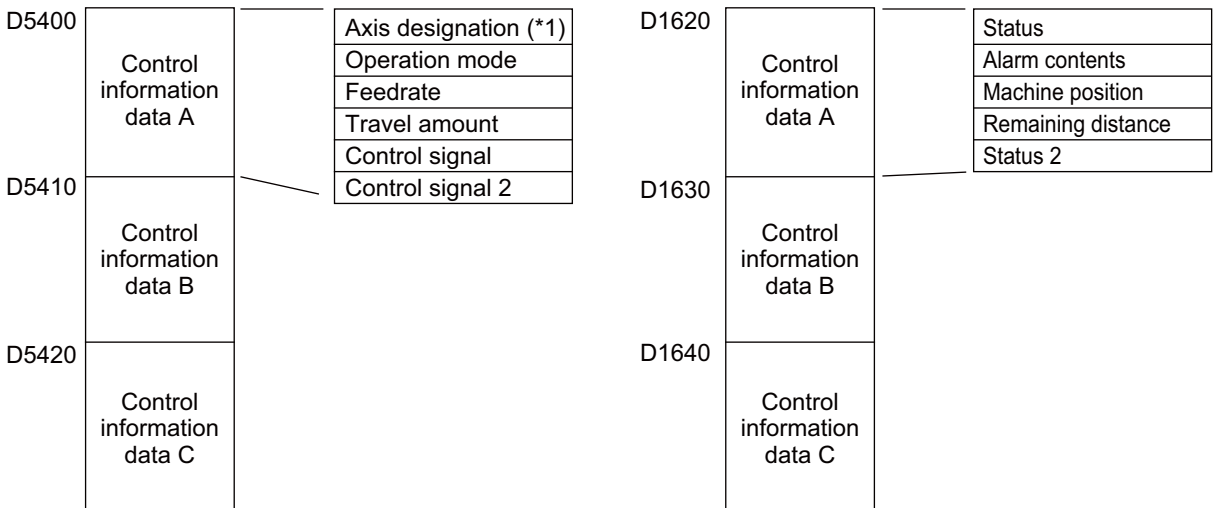 D5400
Control
information
data A
D5410
Control
information
data B
D5420
Control
information
data C
Axis designation (*1)
Operation mode
Feedrate
Travel amount
Control signal
Control signal 2
D1620
Control
information
data A
D1630
Control
information
data B
D1640
Control
information
data C
Status
Alarm contents
Machine position
Remaining distance
Status 2